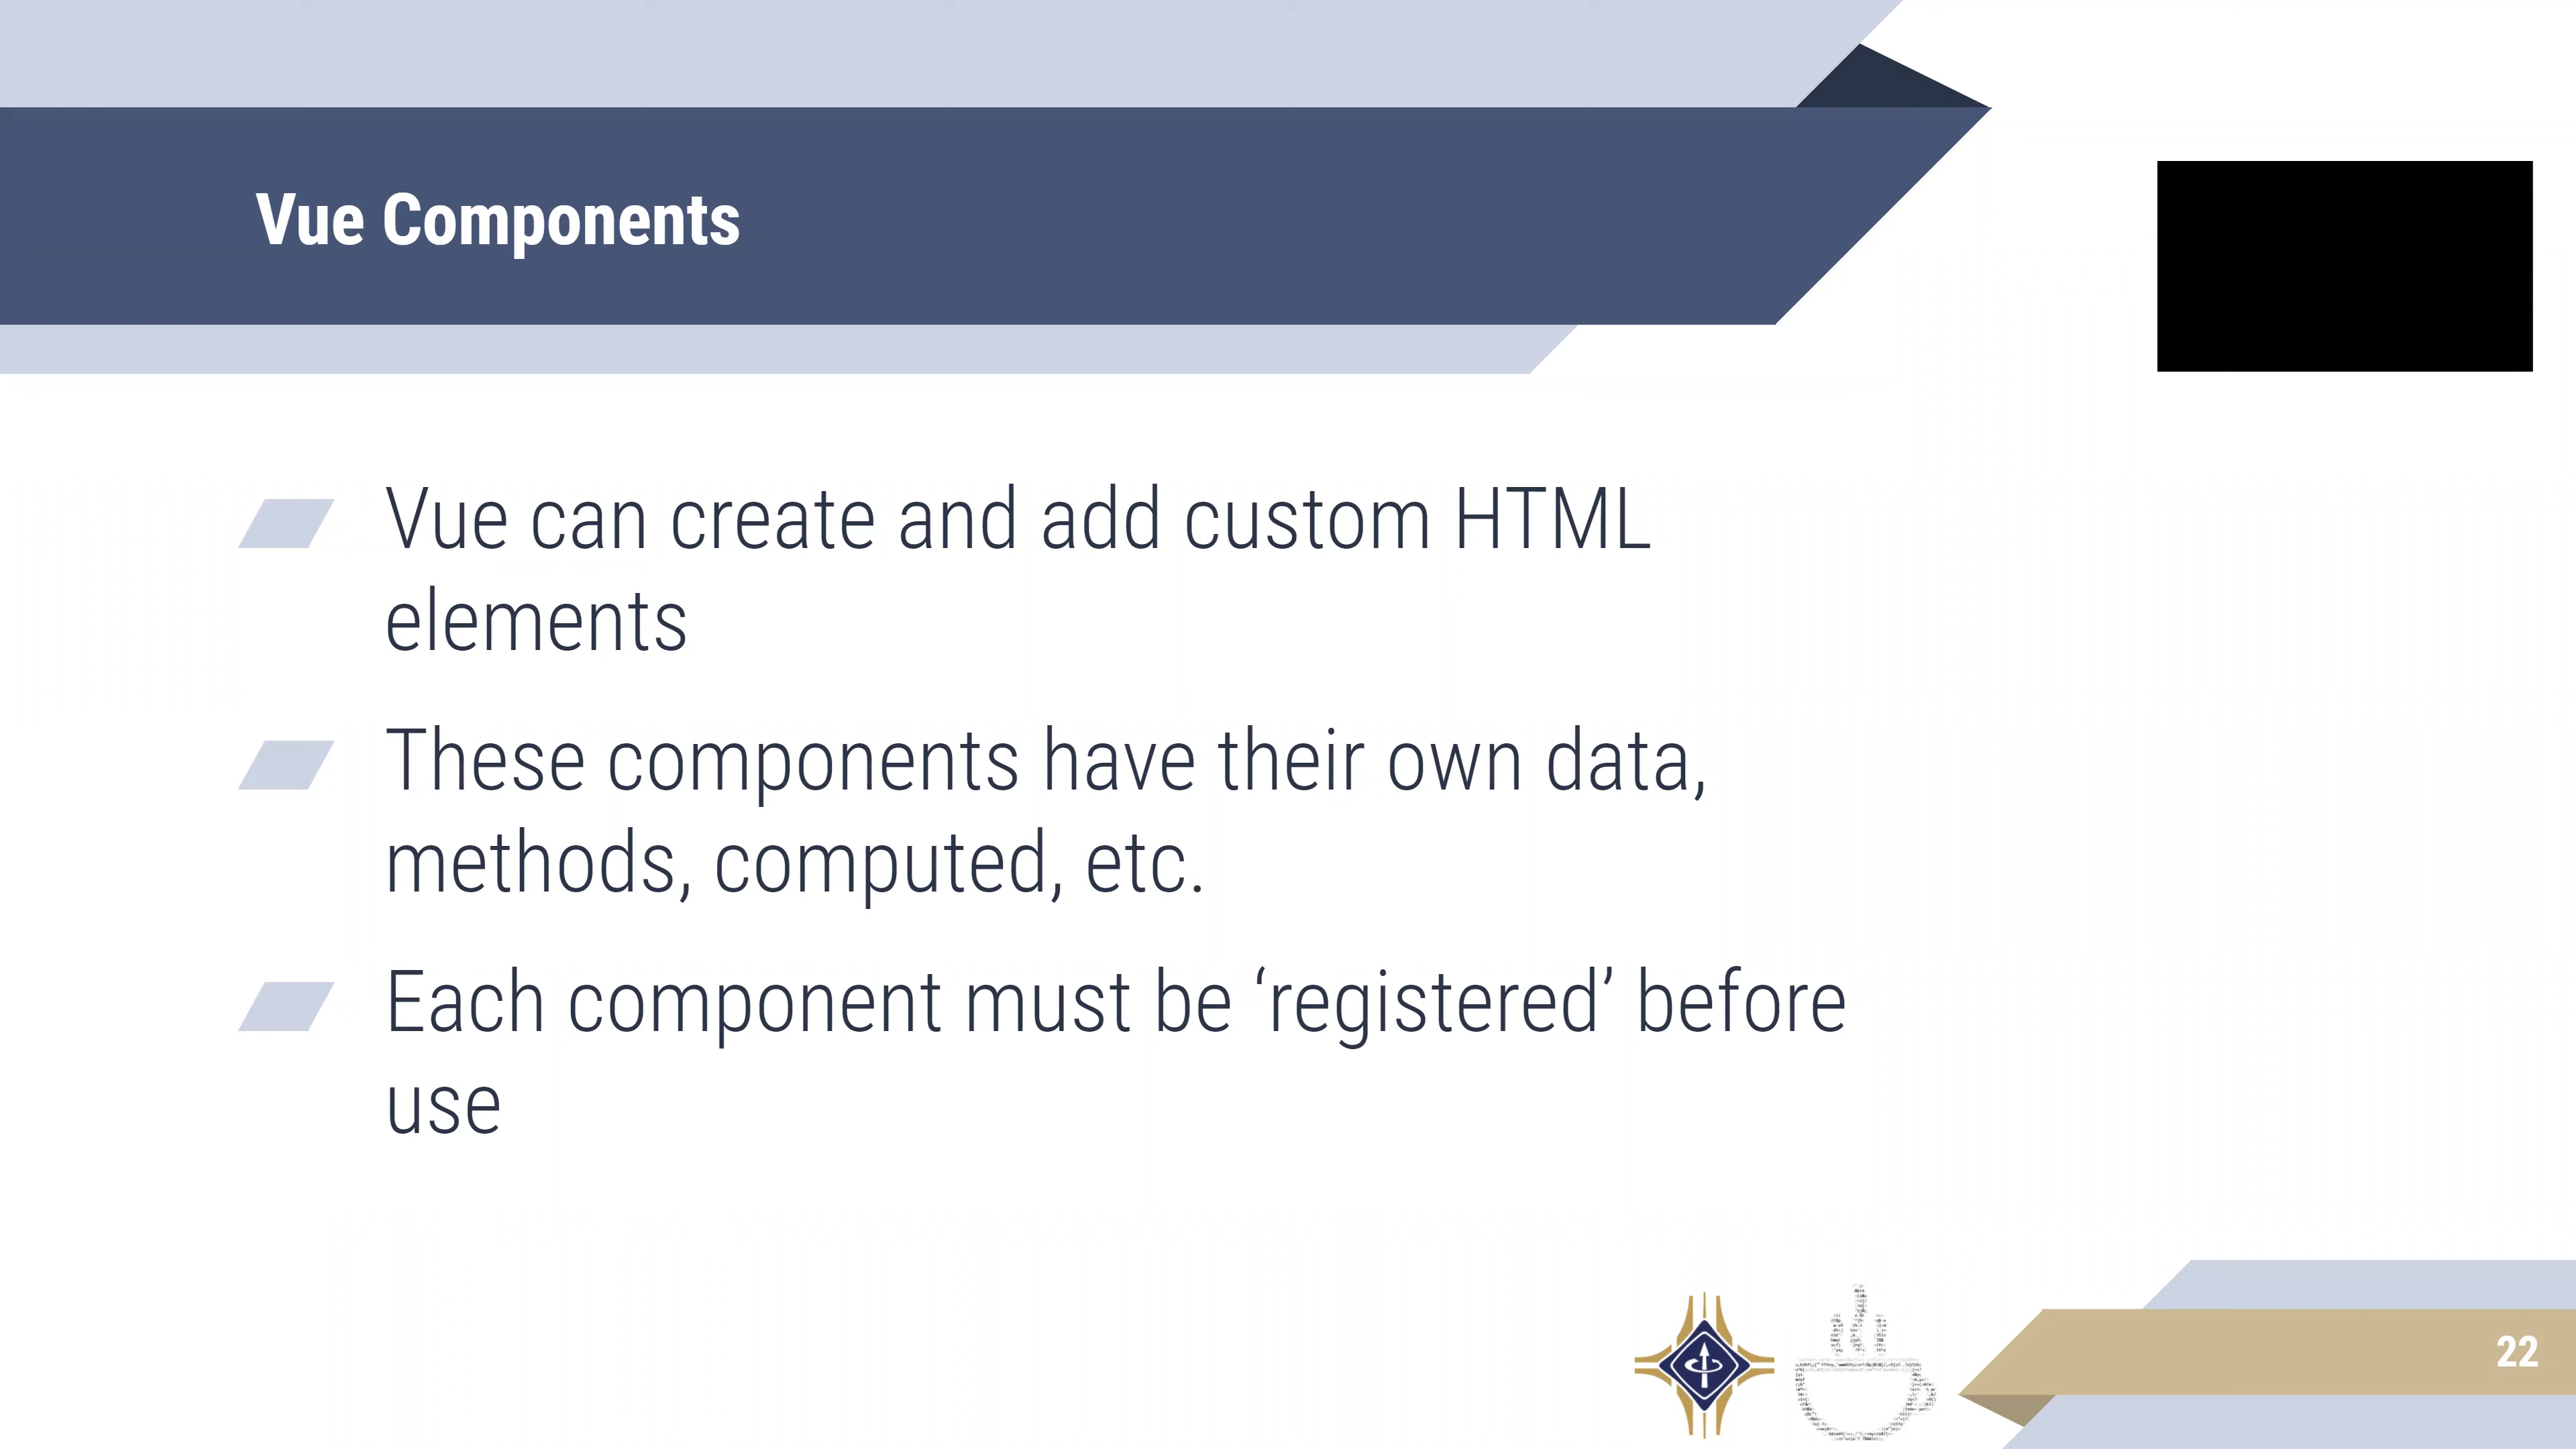 Vue Components
Vue can create and add custom HTML
elements
These components have their own data,
methods, computed, etc.
Each component must be ‘registered’ before
use
22